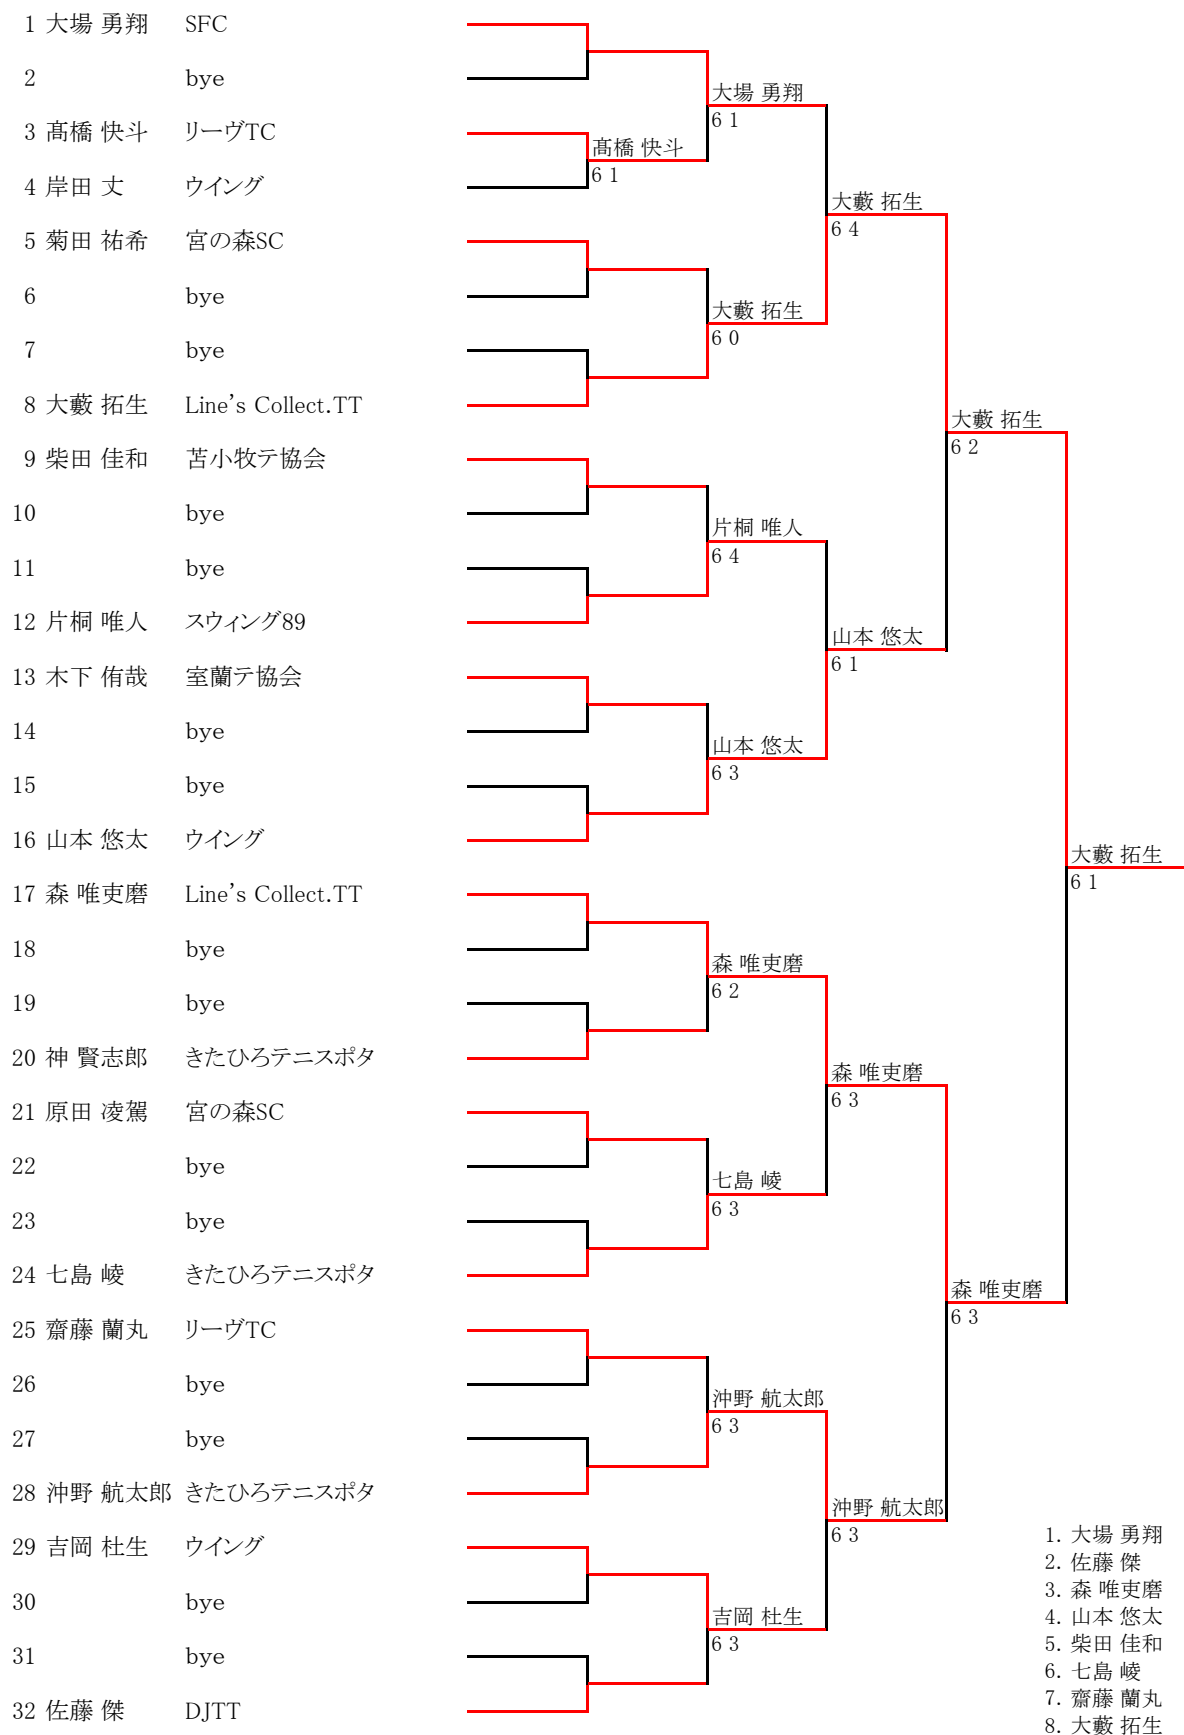 1 大場 勇翔 SFC
2 bye
3 髙橋 快斗 リーヴTC
4 岸田 丈 ウイング
5 菊田 祐希 宮の森SC
6 bye
7 bye
8 大藪 拓生 Line's Collect.TT
9 柴田 佳和 苫小牧テ協会
10 bye
11 bye
12 片桐 唯人 スウィング89
13 木下 侑哉 室蘭テ協会
14 bye
15 bye
16 山本 悠太 ウイング
17 森 唯吏磨 Line's Collect.TT
18 bye
19 bye
20 神 賢志郎 きたひろテニスポタ
21 原田 凌駕 宮の森SC
22 bye
23 bye
24 七島 崚 きたひろテニスポタ
25 齋藤 蘭丸 リーヴTC
26 bye
27 bye
28 沖野 航太郎 きたひろテニスポタ
29 吉岡 杜生 ウイング
30 bye
31 bye
32 佐藤 傑 DJTT
髙橋 快斗
6 1
大場 勇翔
6 1
大藪 拓生
6 0
片桐 唯人
6 4
山本 悠太
6 3
森 唯吏磨
6 2
七島 崚
6 3
沖野 航太郎
6 3
吉岡 杜生
6 3
大藪 拓生
6 4
山本 悠太
6 1
森 唯吏磨
6 3
沖野 航太郎
6 3
大藪 拓生
6 2
森 唯吏磨
6 3
大藪 拓生
6 1
1. 大場 勇翔
2. 佐藤 傑
3. 森 唯吏磨
4. 山本 悠太
5. 柴田 佳和
6. 七島 崚
7. 齋藤 蘭丸
8. 大藪 拓生